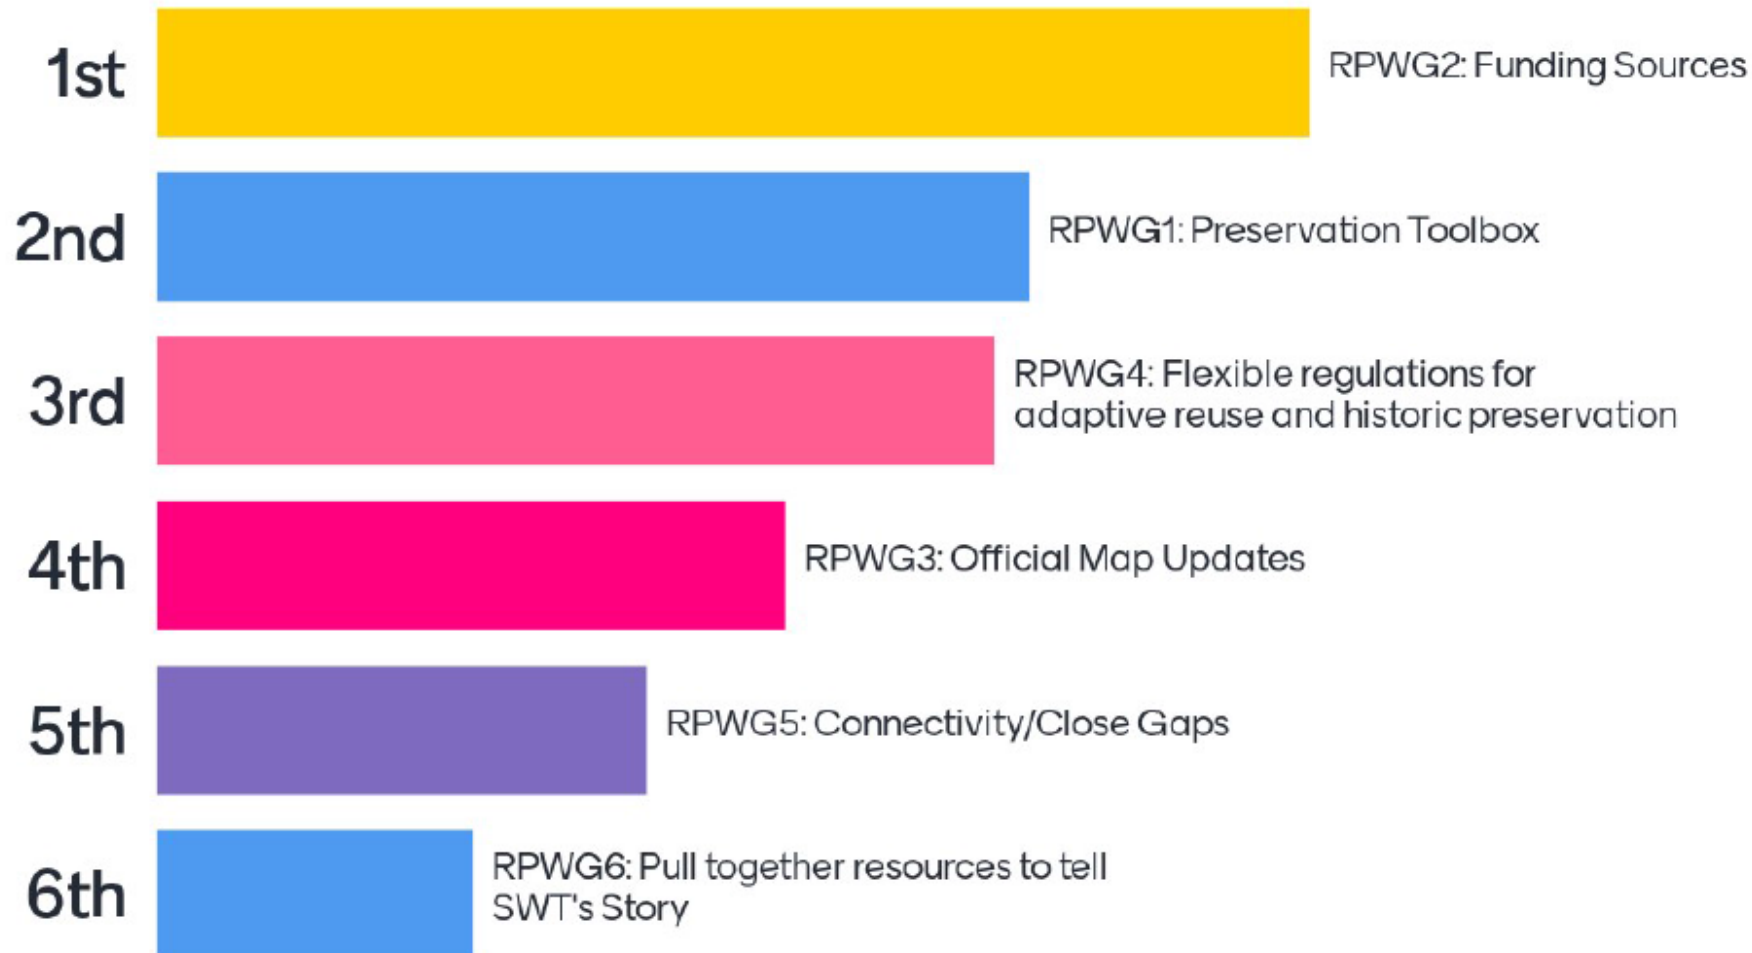 1st
RPWG2: Funding Sources
2nd
RPWG1: Preservation Toolbox
3rd
RPWG4: Flexible regulations for
adaptive reuse and historic preservation
4th
RPWG3: Official Map Updates
5th
RPWG5: Connectivity/Close Gaps
6th
RPWG6: Pull together resources to tell
SWT's Story